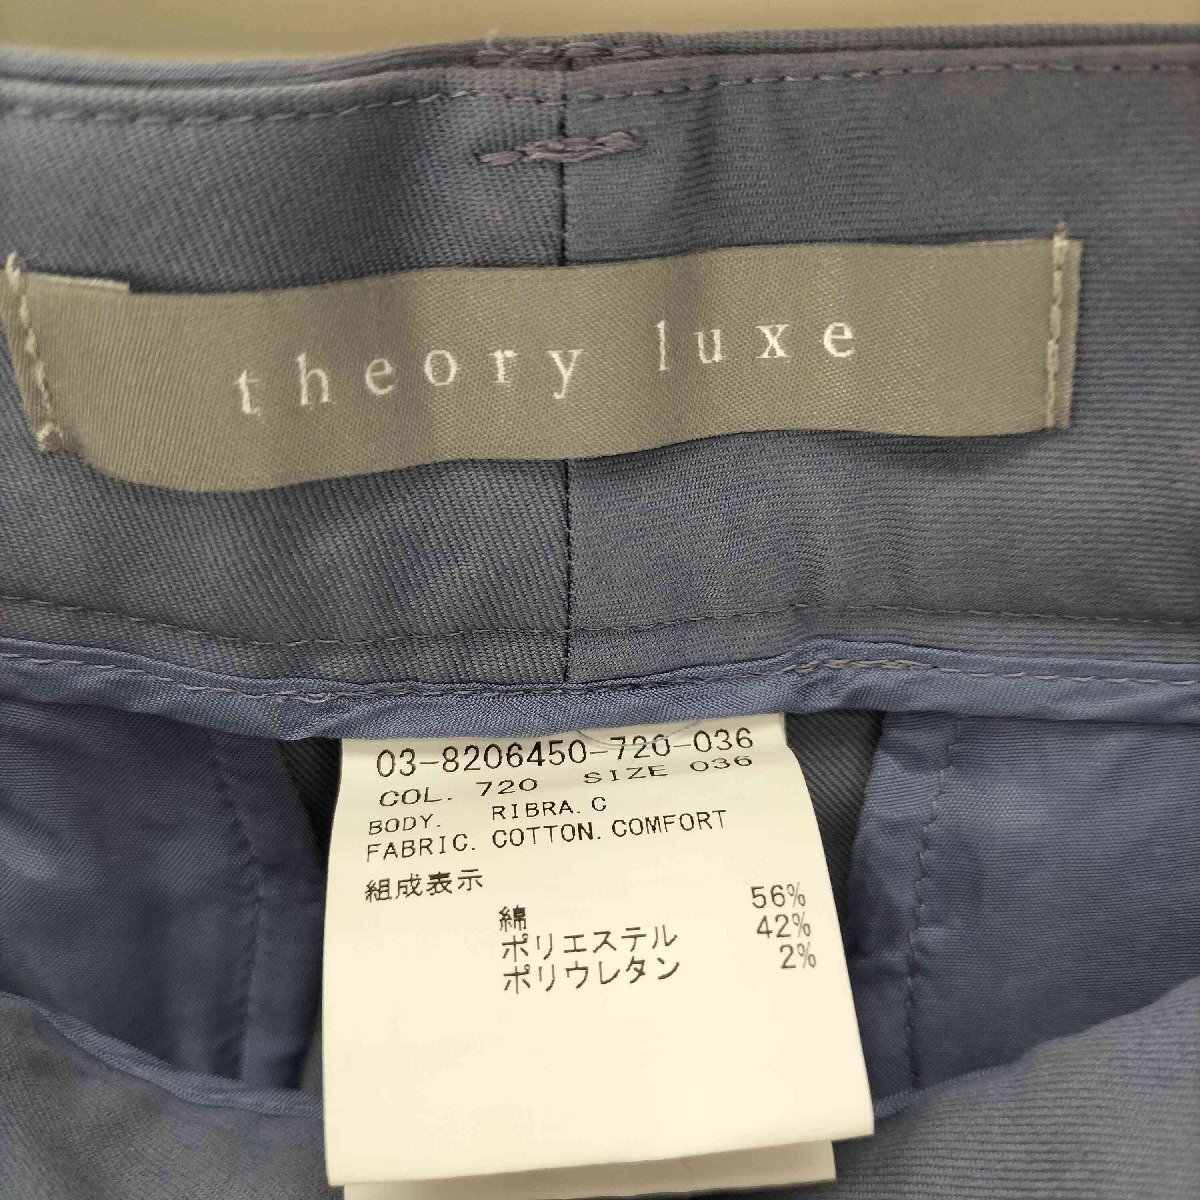 theory luxe
03-8206450-720-036
COL. 720 SIZE 036
BODY. RIBRA.C
FABRIC. COTTON.COMFORT
組成表示
綿 56%
ポリエステル 42%
ポリウレタン 2%